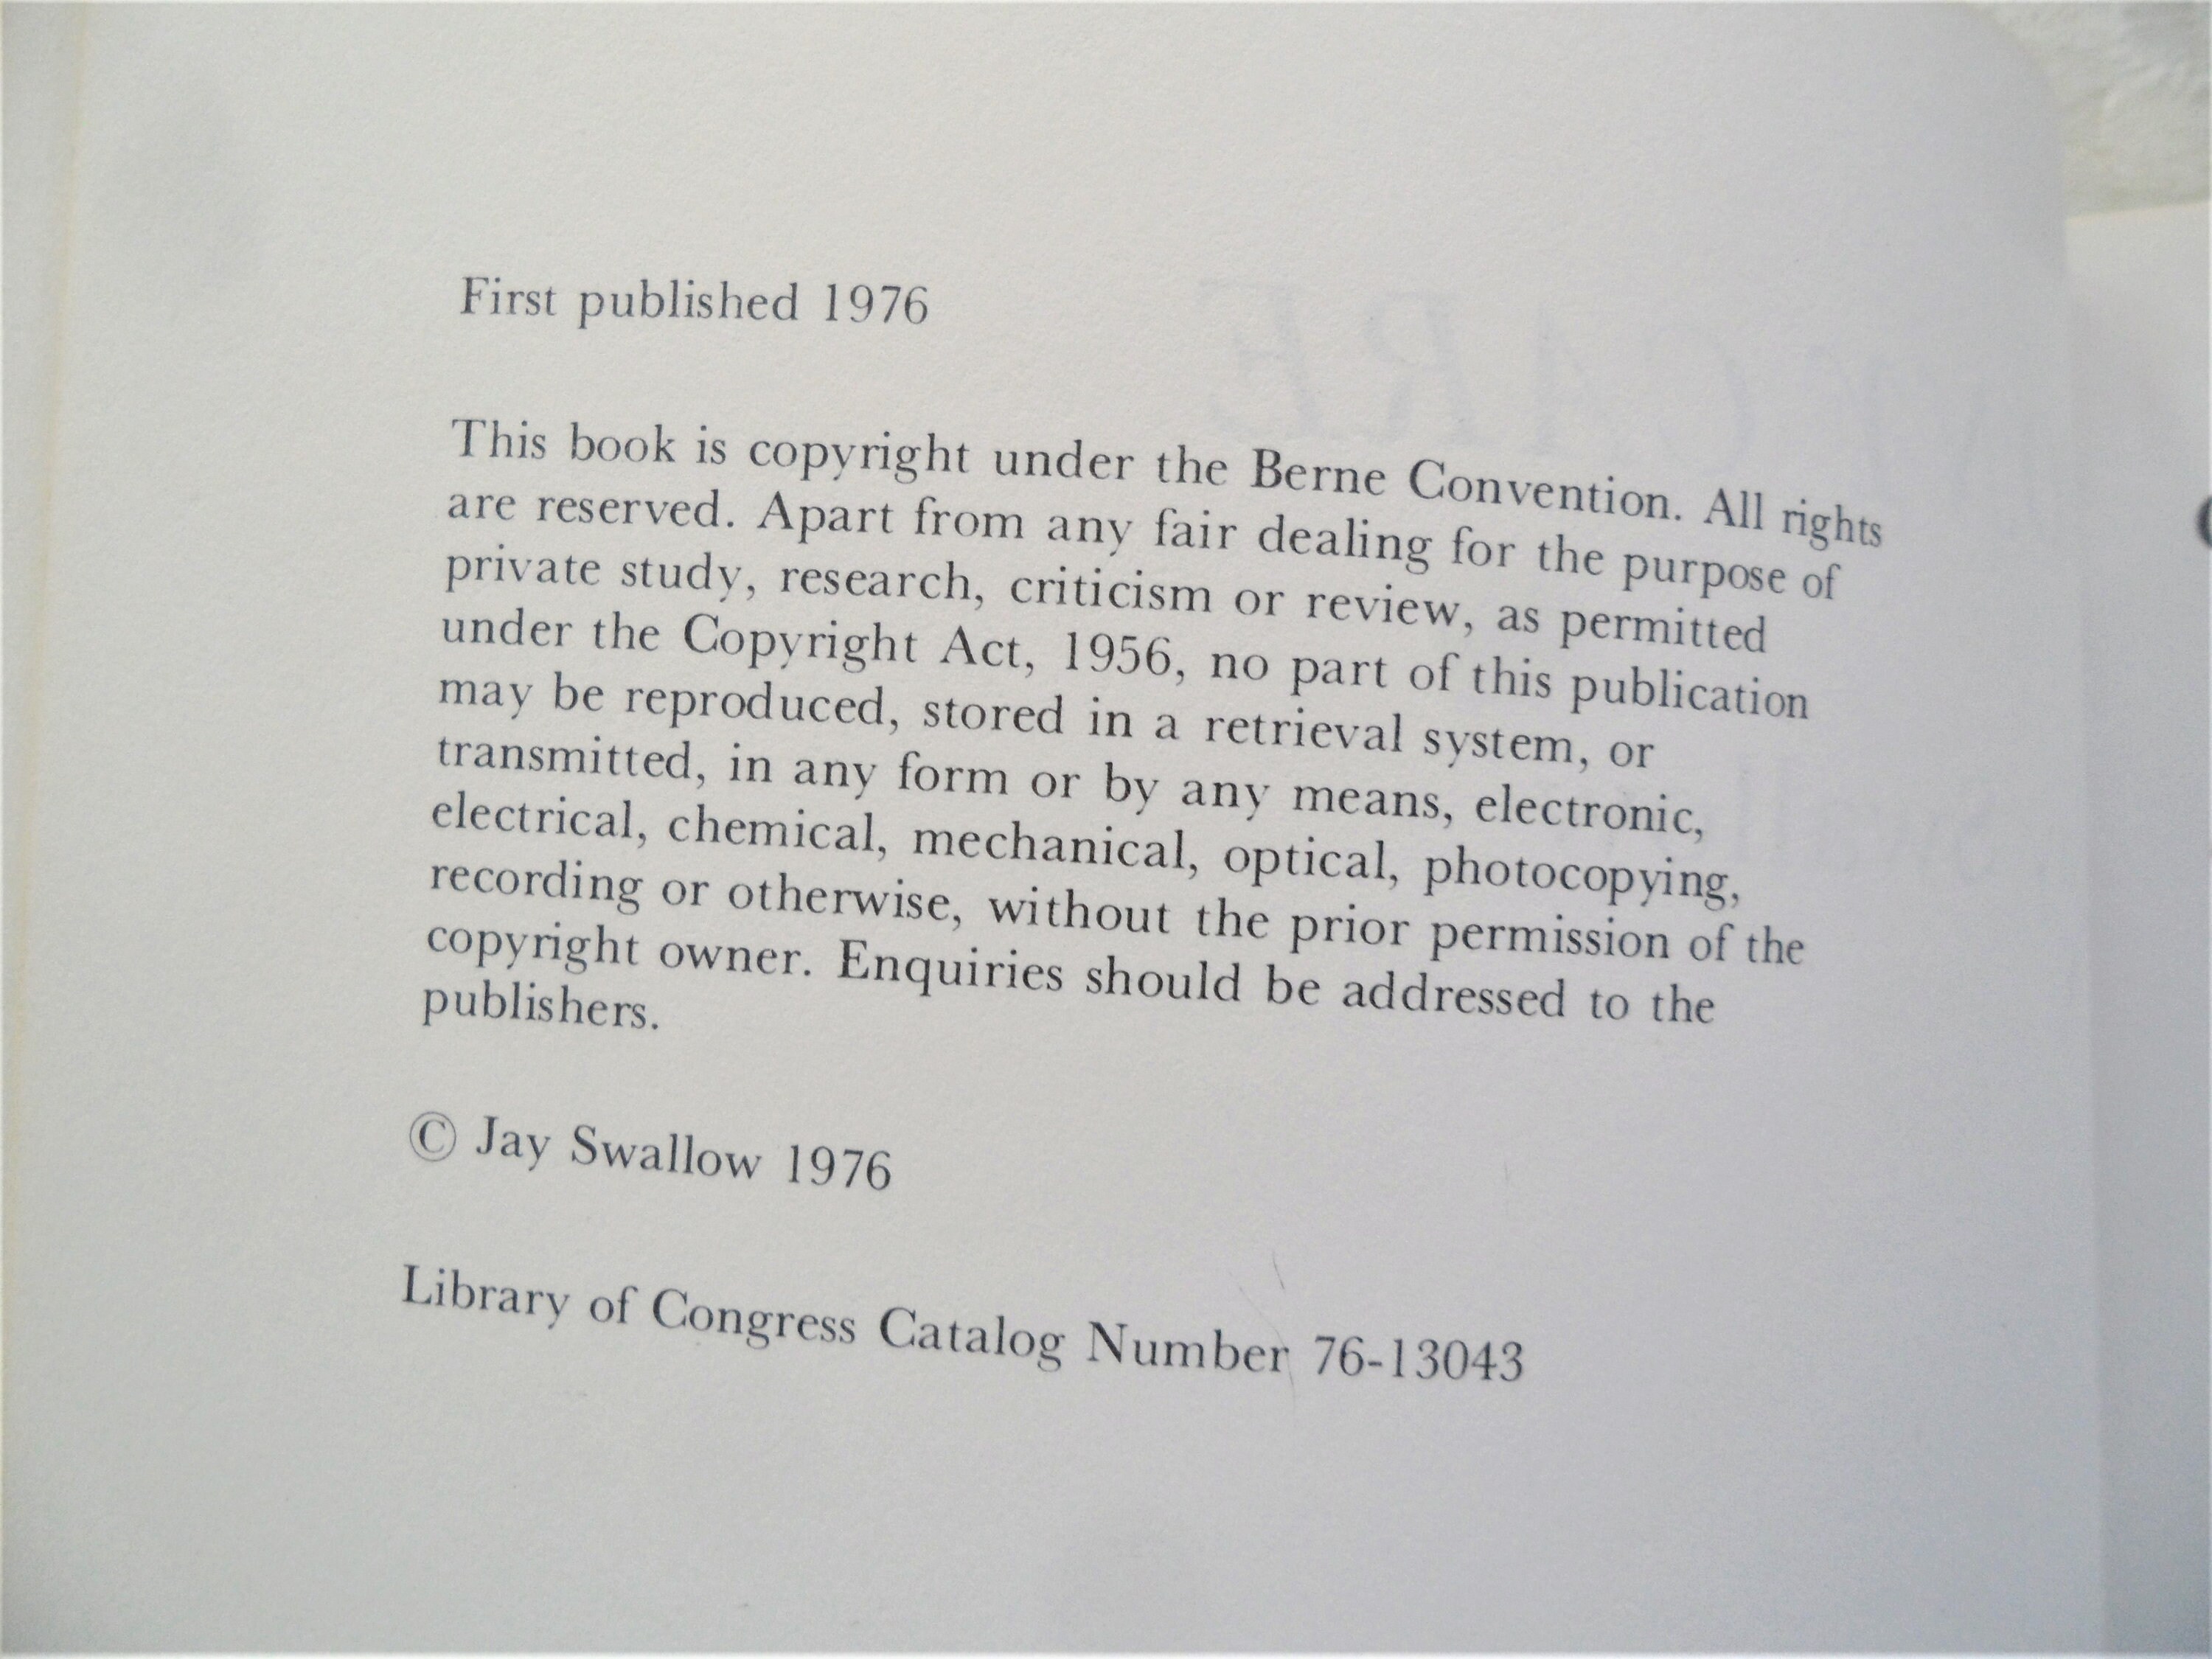 First published 1976
This book is copyright under the Berne Convention. All rights
are reserved. Apart from any fair dealing for the purpose of
private study, research, criticism or review, as permitted
under the Copyright Act, 1956, no part of this publication
may be reproduced, stored in a retrieval system, or
transmitted, in any form or by any means, electronic,
electrical, chemical, mechanical, optical, photocopying,
recording or otherwise, without the prior permission of the
copyright owner. Enquiries should be addressed to the
publishers.
© Jay Swallow 1976
Library of Congress Catalog Number 76-13043